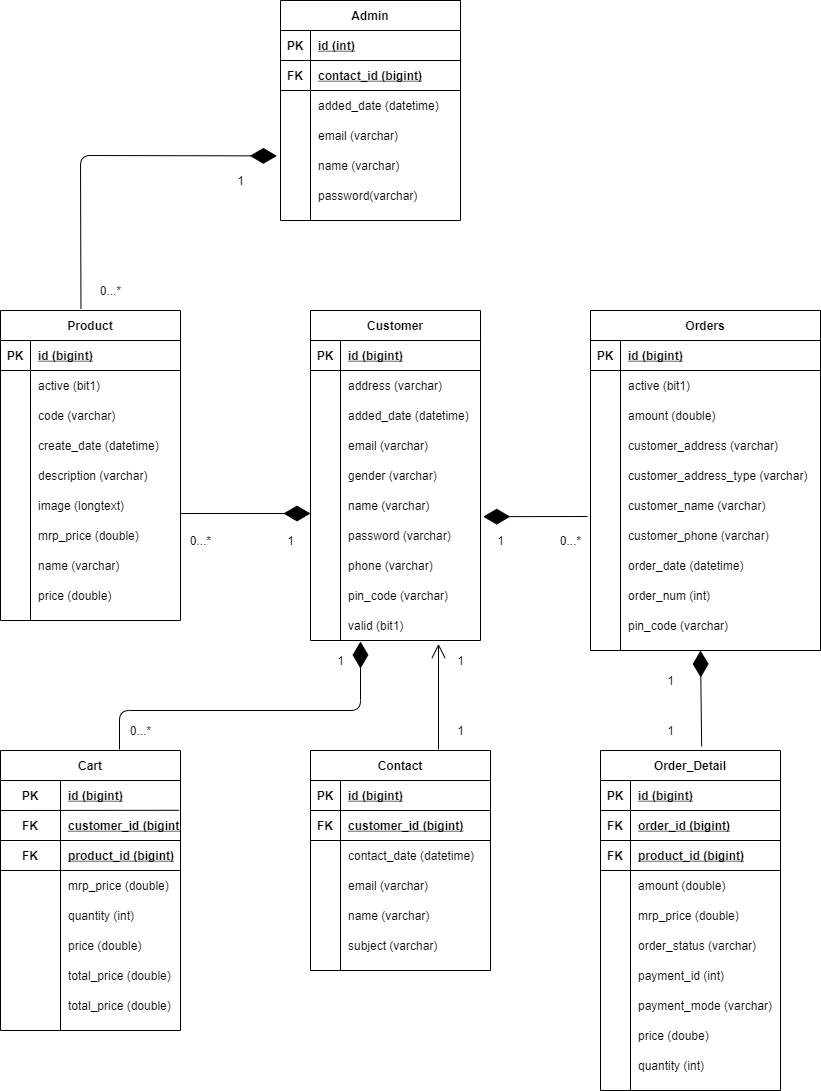 Admin
PK id (int)
FK contact_id (bigint)
added_date (datetime)
email (varchar)
name (varchar)
password(varchar)
1
0...*
Product
PK id (bigint)
active (bit1)
code (varchar)
create_date (datetime)
description (varchar)
image (longtext)
mrp_price (double)
name (varchar)
price (double)
0...*
1
Customer
PK id (bigint)
address (varchar)
added_date (datetime)
email (varchar)
gender (varchar)
name (varchar)
password (varchar)
phone (varchar)
pin_code (varchar)
valid (bit1)
1
0...*
Orders
PK id (bigint)
active (bit1)
amount (double)
customer_address (varchar)
customer_address_type (varchar)
customer_name (varchar)
customer_phone (varchar)
order_date (datetime)
order_num (int)
pin_code (varchar)
1
0...*
1
1
1
1
Cart
PK id (bigint)
FK customer_id (bigint
FK product_id (bigint)
mrp_price (double)
quantity (int)
price (double)
total_price (double)
total_price (double)
Contact
PK id (bigint)
FK customer_id (bigint)
contact_date (datetime)
email (varchar)
name (varchar)
subject (varchar)
Order_Detail
PK id (bigint)
FK order_id (bigint)
FK product_id (bigint)
amount (double)
mrp_price (double)
order_status (varchar)
payment_id (int)
payment_mode (varchar)
price (doube)
quantity (int)